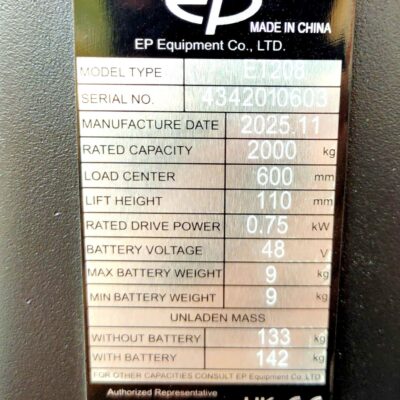 EP
MADE IN CHINA
EP Equipment Co., LTD.
MODEL TYPE
SERIAL NO. 4342010603
MANUFACTURE DATE 2025.11
RATED CAPACITY 2000 kg
LOAD CENTER 600 mm
LIFT HEIGHT 110 mm
RATED DRIVE POWER 0.75 kW
BATTERY VOLTAGE 48 V
MAX BATTERY WEIGHT 9 kg
MIN BATTERY WEIGHT 9 kg
UNLADEN MASS
WITHOUT BATTERY 133 kg
WITH BATTERY 142 kg
FOR OTHER CAPACITIES CONSULT EP Equipment Co.,LTD
Authorized Representative